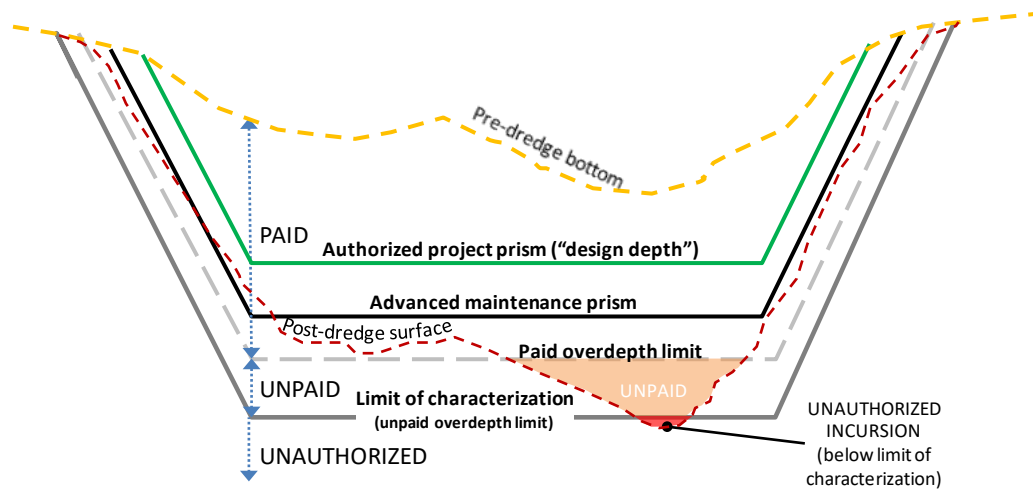 Pre-dredge bottom
PAID
Authorized project prism (“design depth”)
Advanced maintenance prism
Post-dredge surface
Paid overdepth limit
UNPAID
UNPAID
Limit of characterization
(unpaid overdepth limit)
UNAUTHORIZED
UNAUTHORIZED
INCURSION
(below limit of
characterization)